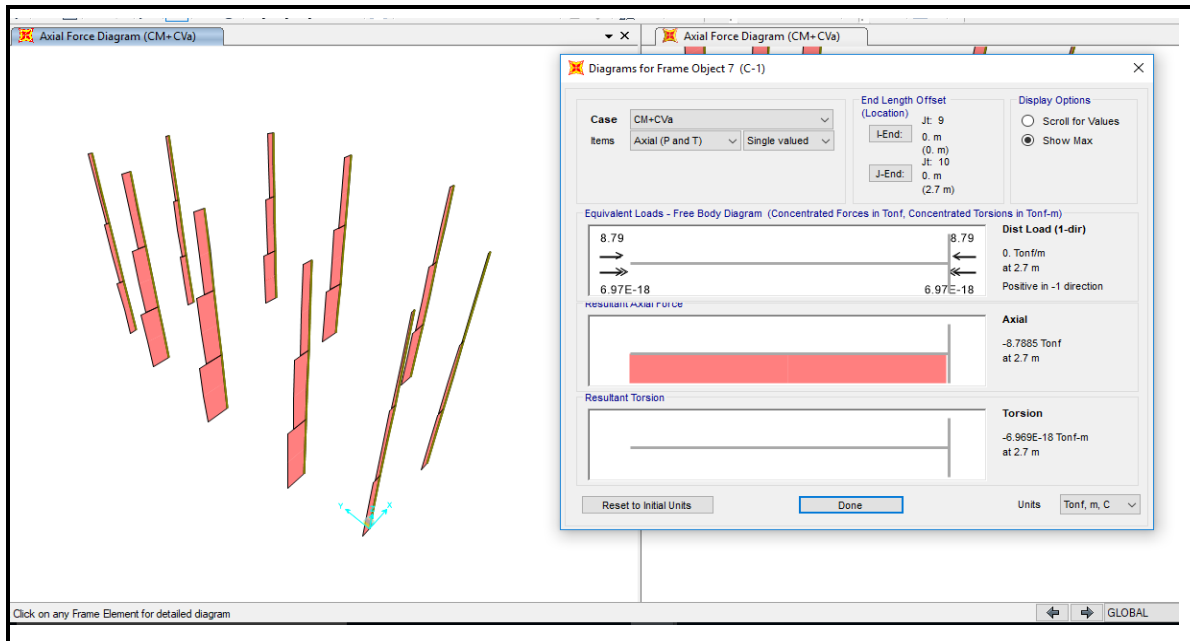 Axial Force Diagram (CM+CVa)
Axial Force Diagram (CM+CVa)
Diagrams for Frame Object 7 (C-1)
Case
CM+CVa
Items
Axial (P and T)
Single valued
End Length Offset
(Location)
Jt: 9
I-End:
0. m
(0. m)
Jt: 10
J-End:
0. m
(2.7 m)
Display Options
Scroll for Values
Show Max
Equivalent Loads - Free Body Diagram (Concentrated Forces in Tonf, Concentrated Torsions in Tonf-m)
8.79
8.79
6.97E-18
6.97E-18
Dist Load (1-dir)
0. Tonf/m
at 2.7 m
Positive in -1 direction
Resultant Axial Force
Axial
-8.7885 Tonf
at 2.7 m
Resultant Torsion
Torsion
-6.969E-18 Tonf-m
at 2.7 m
Reset to Initial Units
Done
Units
Tonf, m, C
Y
X
Click on any Frame Element for detailed diagram
GLOBAL